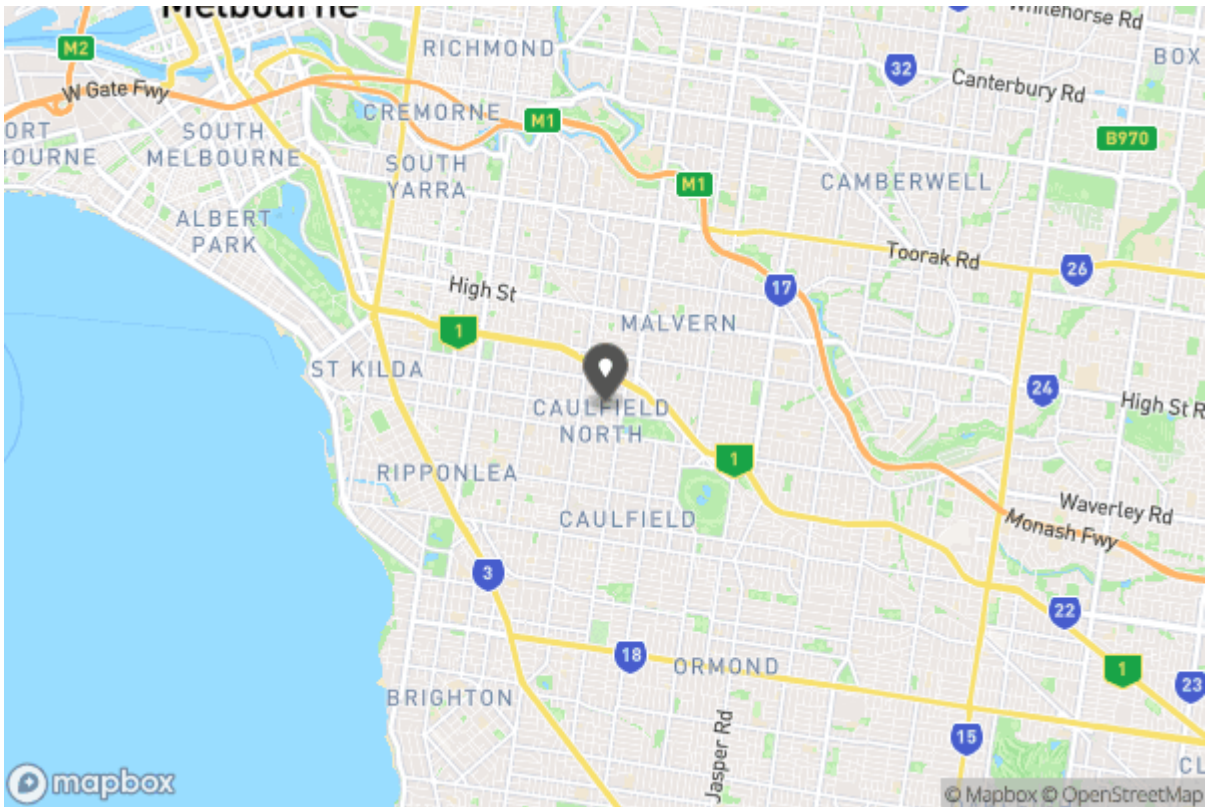 Melbourne
Whitehorse Rd
M2
RICHMOND
32
BOX
W Gate Fwy
Canterbury Rd
CREMORNE
M1
ORT
BOURNE
SOUTH
MELBOURNE
B970
SOUTH
YARRA
M1
CAMBERWELL
ALBERT
PARK
Toorak Rd
26
High St
17
MALVERN
1
ST KILDA
24
High St R
CAULFIELD
NORTH
1
RIPPONLEA
Waverley Rd
CAULFIELD
Monash Fwy
3
22
18
ORMOND
1
23
BRIGHTON
Jasper Rd
15
CL
mapbox
© Mapbox © OpenStreetMap